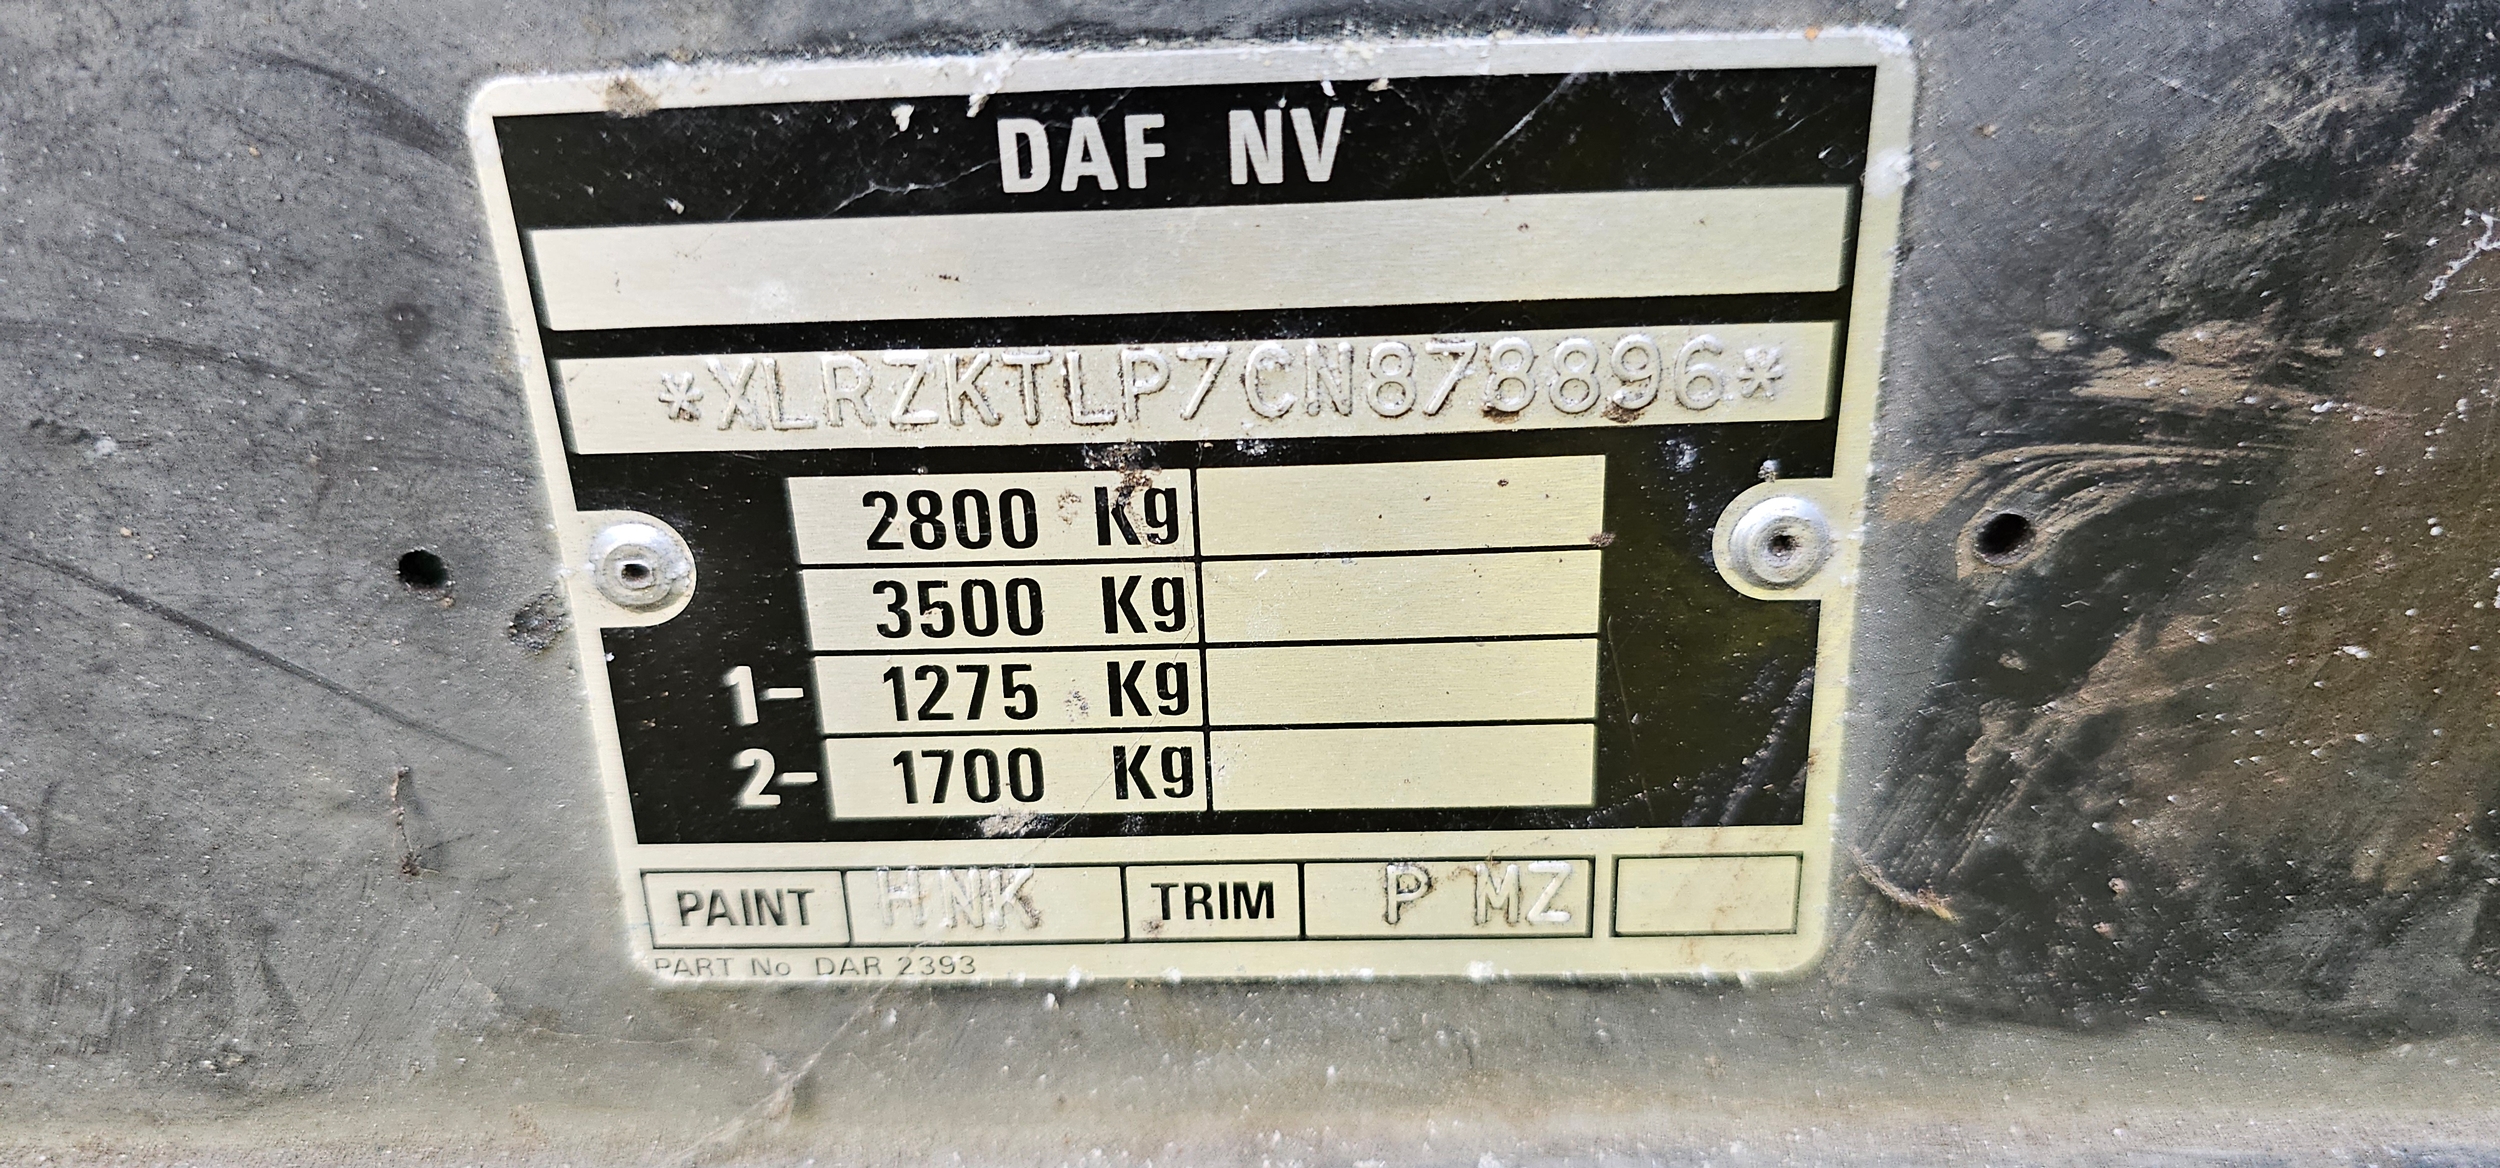 DAF NV
*XLRZKTLP7CN878896*
2800 Kg
3500 Kg
1- 1275 Kg
2- 1700 Kg
PAINT HNK TRIM P MZ
PART No DAR 2393